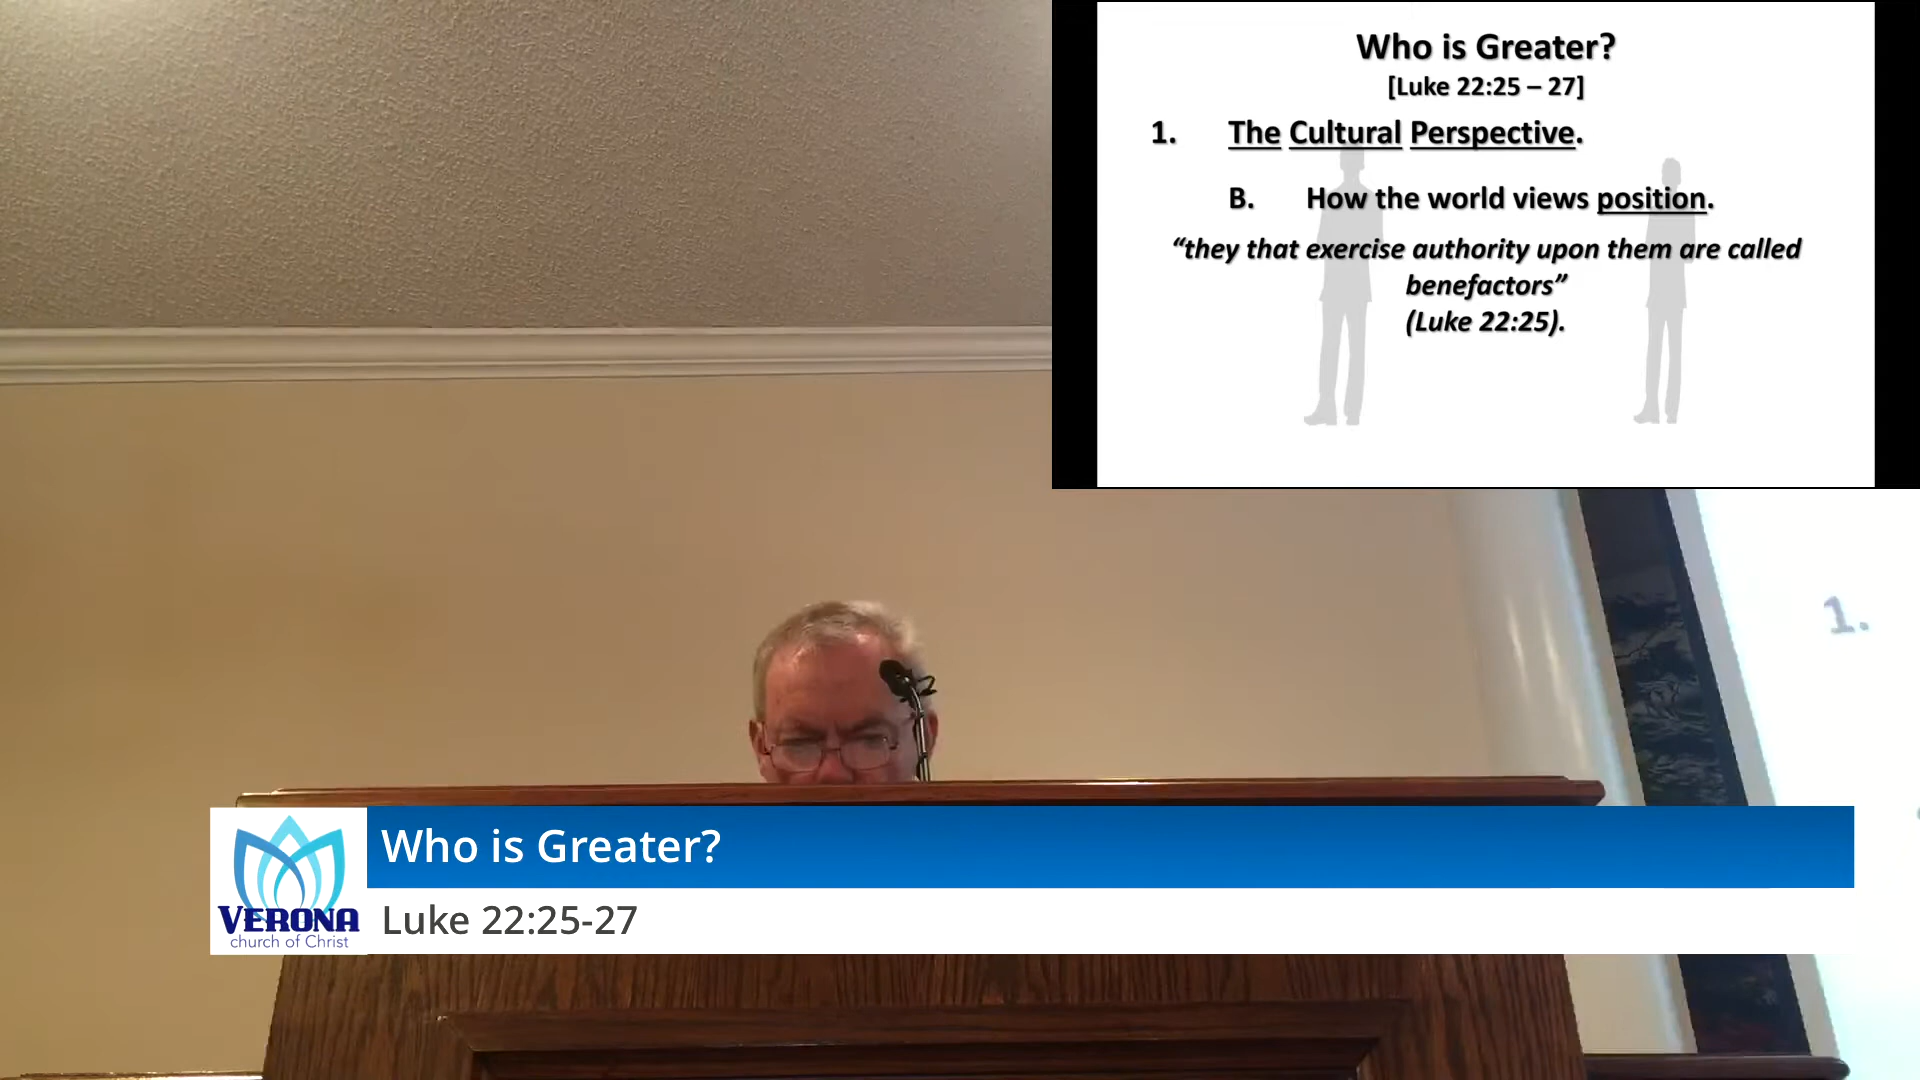 Who is Greater?
[Luke 22:25 – 27]
1. The Cultural Perspective.
B. How the world views position.
“they that exercise authority upon them are called
benefactors”
(Luke 22:25).
1.
Who is Greater?
Luke 22:25-27
VERONA
church of Christ